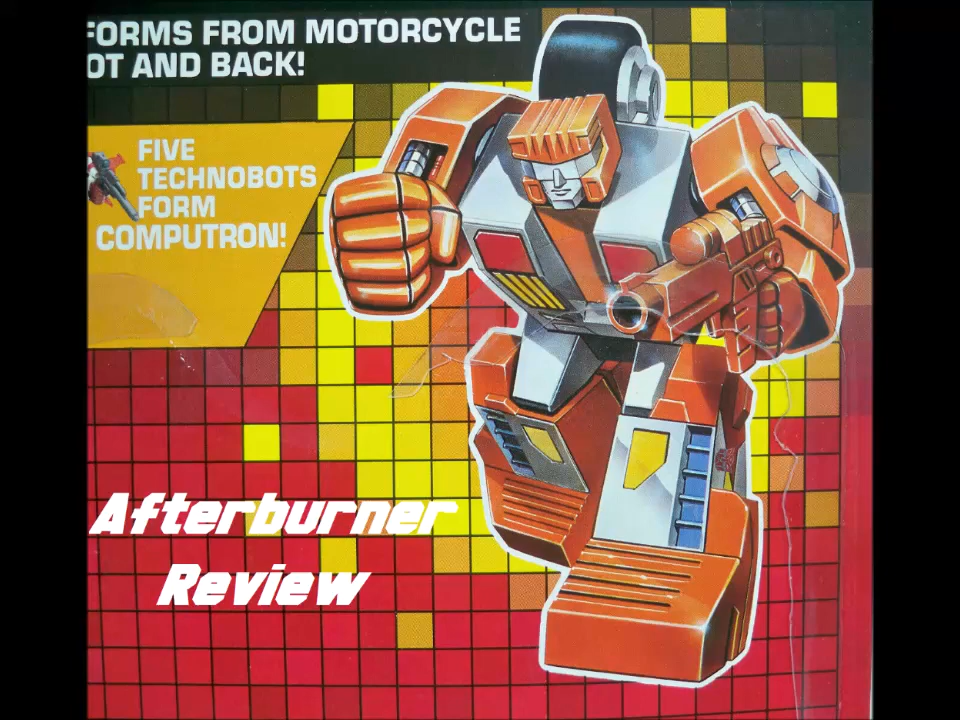 FORMS FROM MOTORCYCLE
OT AND BACK!
FIVE
TECHNOBOTS
FORM
COMPUTRON!
Afterburner
Review